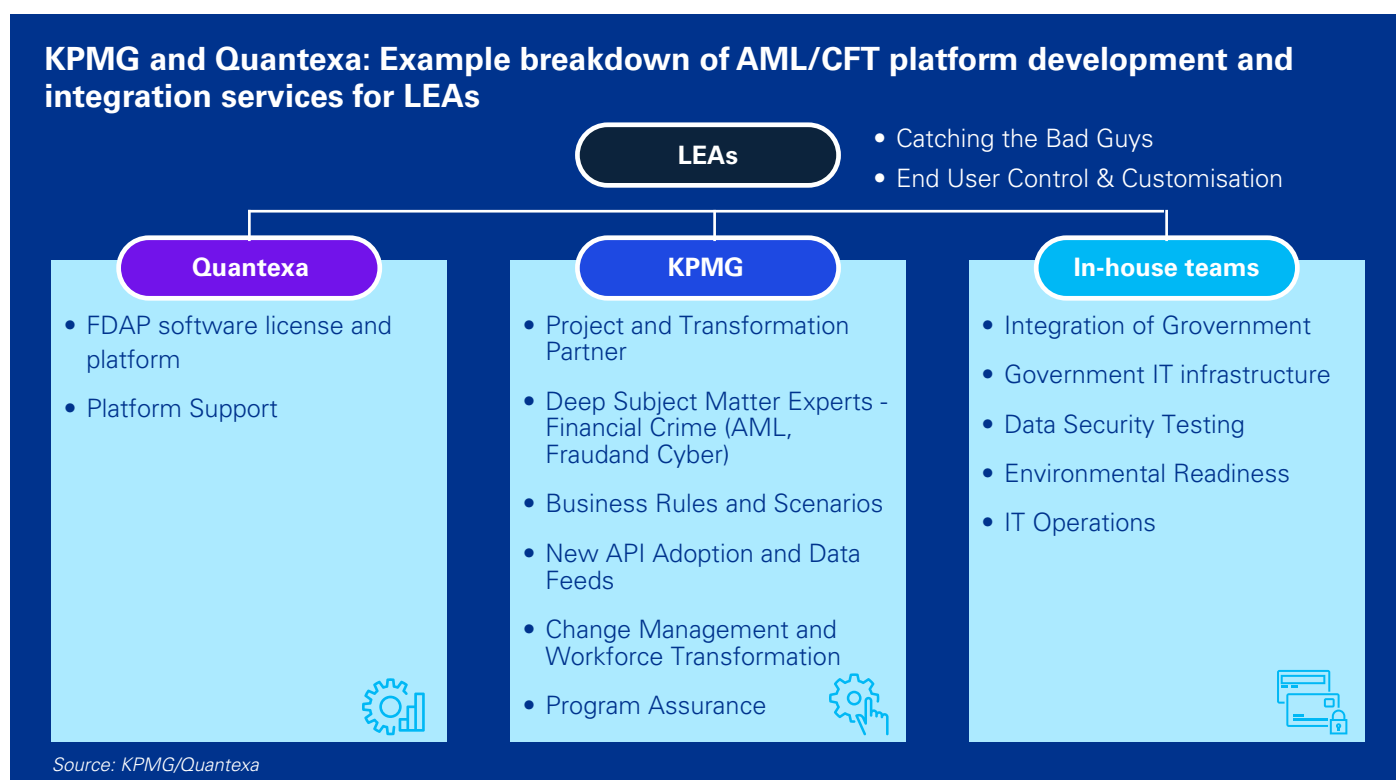 KPMG and Quantexa: Example breakdown of AML/CFT platform development and
integration services for LEAs
LEAs
• Catching the Bad Guys
• End User Control & Customisation
Quantexa
• FDAP software license and
platform
• Platform Support
KPMG
• Project and Transformation
Partner
• Deep Subject Matter Experts -
Financial Crime (AML,
Fraudand Cyber)
• Business Rules and Scenarios
• New API Adoption and Data
Feeds
• Change Management and
Workforce Transformation
• Program Assurance
In-house teams
• Integration of Grovernment
• Government IT infrastructure
• Data Security Testing
• Environmental Readiness
• IT Operations
Source: KPMG/Quantexa